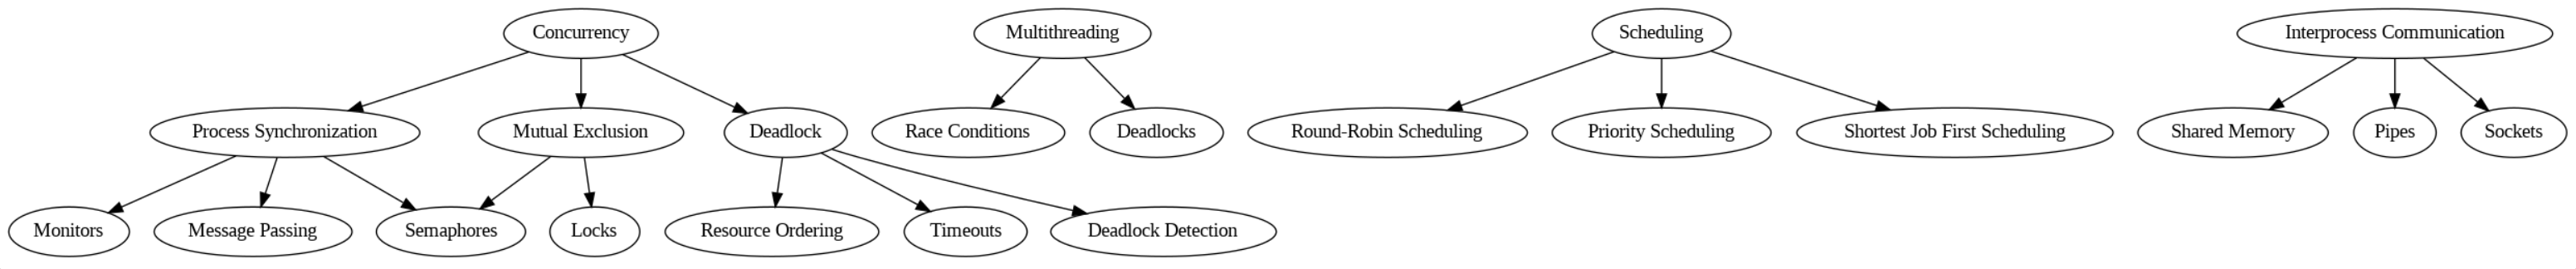 Concurrency
Multithreading
Scheduling
Interprocess Communication
Process Synchronization
Mutual Exclusion
Deadlock
Race Conditions
Deadlocks
Round-Robin Scheduling
Priority Scheduling
Shortest Job First Scheduling
Shared Memory
Pipes
Sockets
Monitors
Message Passing
Semaphores
Locks
Resource Ordering
Timeouts
Deadlock Detection